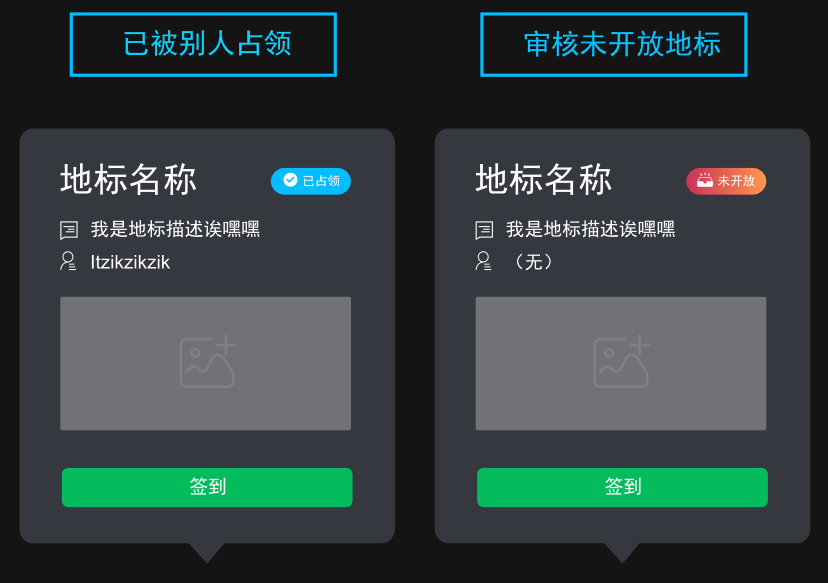 已被别人占领
审核未开放地标
地标名称
已占领
我是地标描述诶嘿嘿
Itzikzikzik
签到
地标名称
未开放
我是地标描述诶嘿嘿
（无）
签到